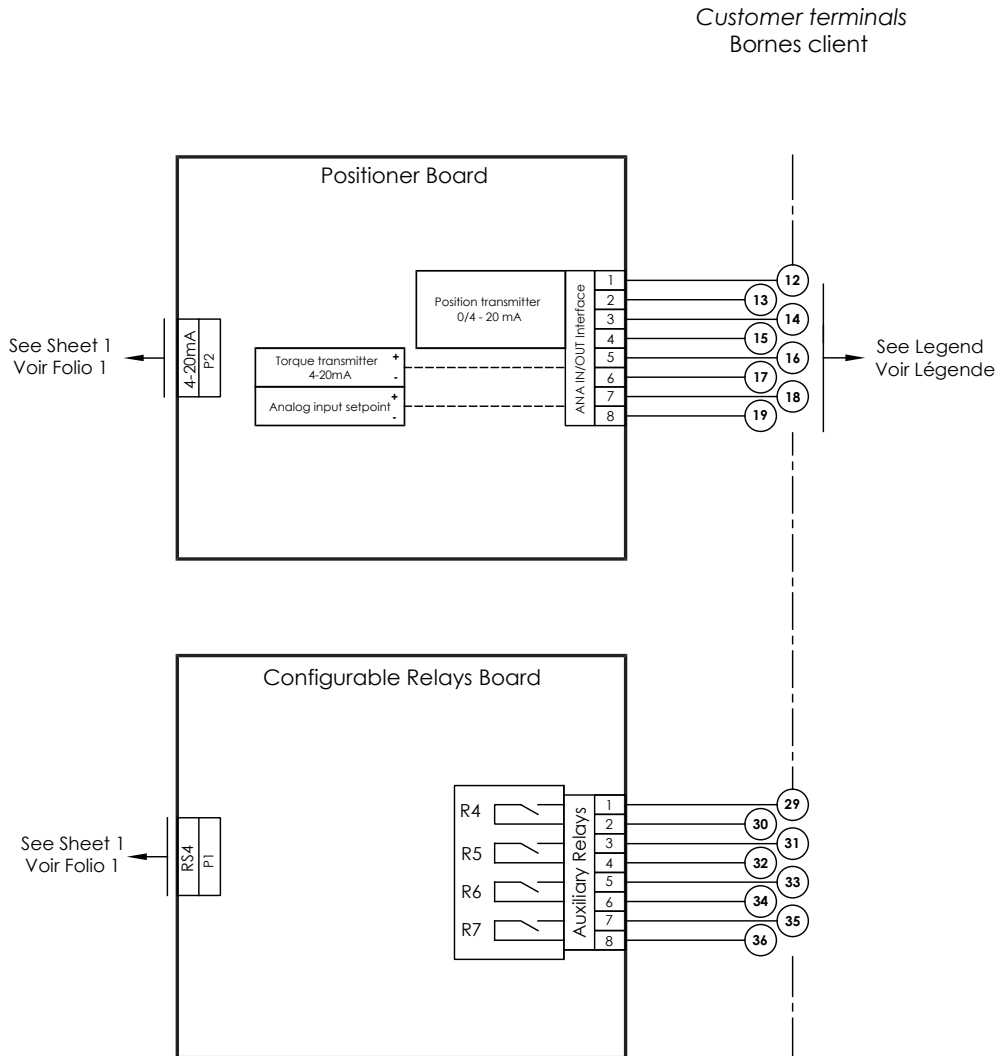 Customer terminals
Bornes client
Positioner Board
Position transmitter
0/4 - 20 mA
ANA IN/OUT Interface
1
2
3
4
5
6
7
8
12
13
14
15
16
17
18
19
See Sheet 1
Voir Folio 1
4-20mA
P2
Torque transmitter
4-20mA
+
-
Analog input setpoint
+
-
See Legend
Voir Légende
Configurable Relays Board
See Sheet 1
Voir Folio 1
RS4
P1
R4
R5
R6
R7
Auxiliary Relays
1
2
3
4
5
6
7
8
29
30
31
32
33
34
35
36